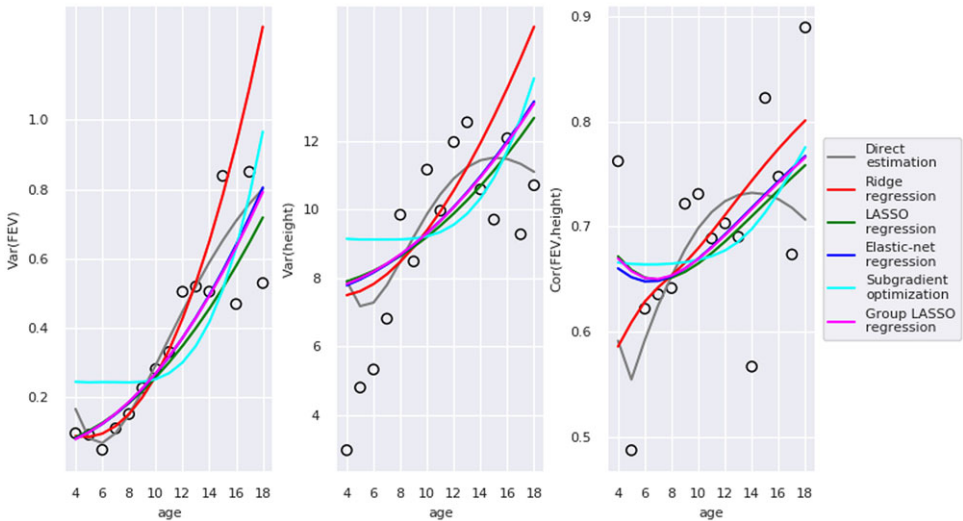 Var(FEV)
1.0
0.8
0.6
0.4
0.2
4 6 8 10 12 14 16 18
age
Var(height)
12
10
8
6
4
4 6 8 10 12 14 16 18
age
Cor(FEV,height)
0.9
0.8
0.7
0.6
0.5
4 6 8 10 12 14 16 18
age
Direct
estimation
Ridge
regression
LASSO
regression
Elastic-net
regression
Subgradient
optimization
Group LASSO
regression